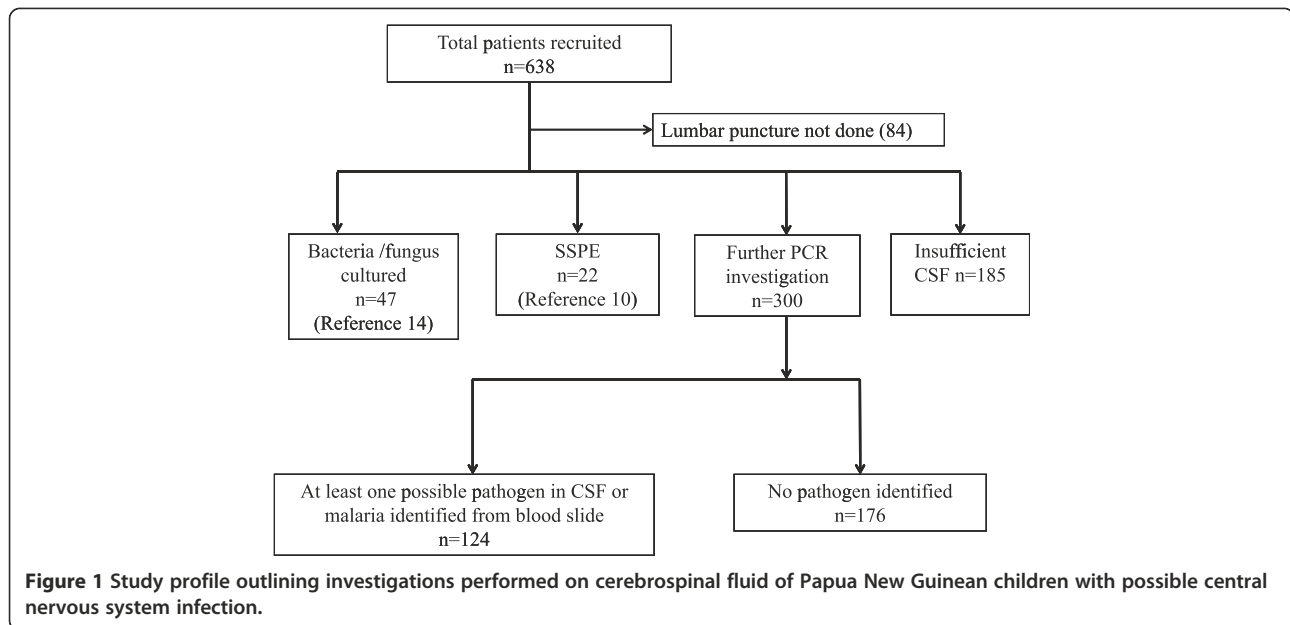 Total patients recruited
n=638
Lumbar puncture not done (84)
Bacteria /fungus
cultured
n=47
(Reference 14)
SSPE
n=22
(Reference 10)
Further PCR
investigation
n=300
Insufficient
CSF n=185
At least one possible pathogen in CSF or
malaria identified from blood slide
n=124
No pathogen identified
n=176
Figure 1 Study profile outlining investigations performed on cerebrospinal fluid of Papua New Guinean children with possible central
nervous system infection.